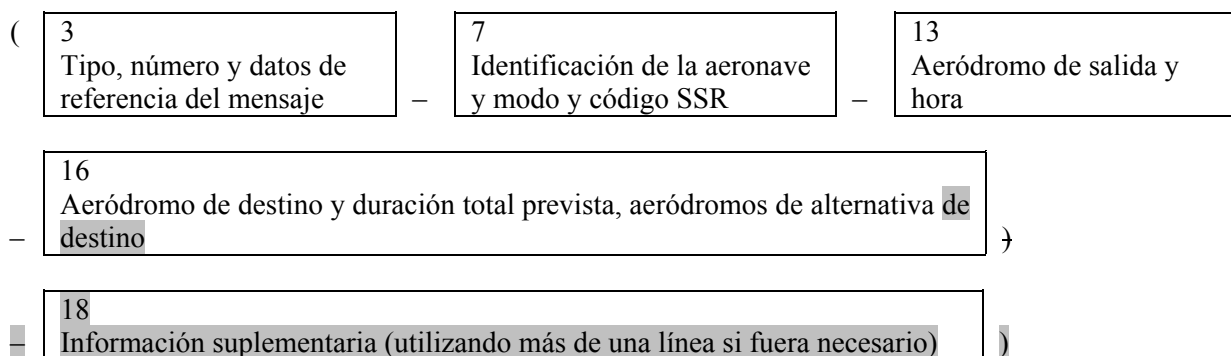 ( 3 7 13
Tipo, número y datos de Identificación de la aeronave Aeródromo de salida y
referencia del mensaje – y modo y código SSR – hora
16
Aeródromo de destino y duración total prevista, aeródromos de alternativa de
– destino )
18
– Información suplementaria (utilizando más de una línea si fuera necesario) )